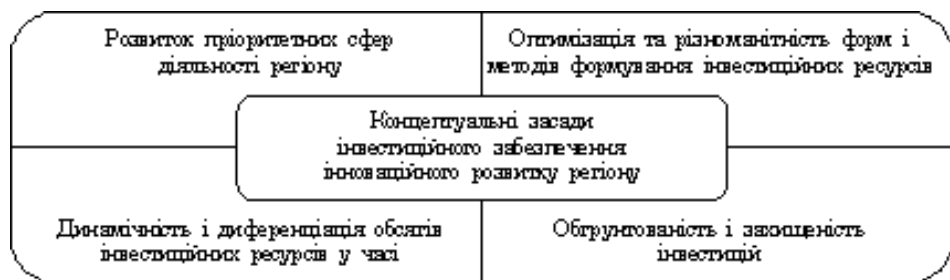 Розвиток пріоритетних сфер
діяльності регіону
Оптимізація та різноманітність форм і
методів формування інвестиційних ресурсів
Концептуальні засади
інвестиційного забезпечення
інноваційного розвитку регіону
Динамічність і диференціація обсягів
інвестиційних ресурсів у часі
Обґрунтованість і захищеність
інвестицій